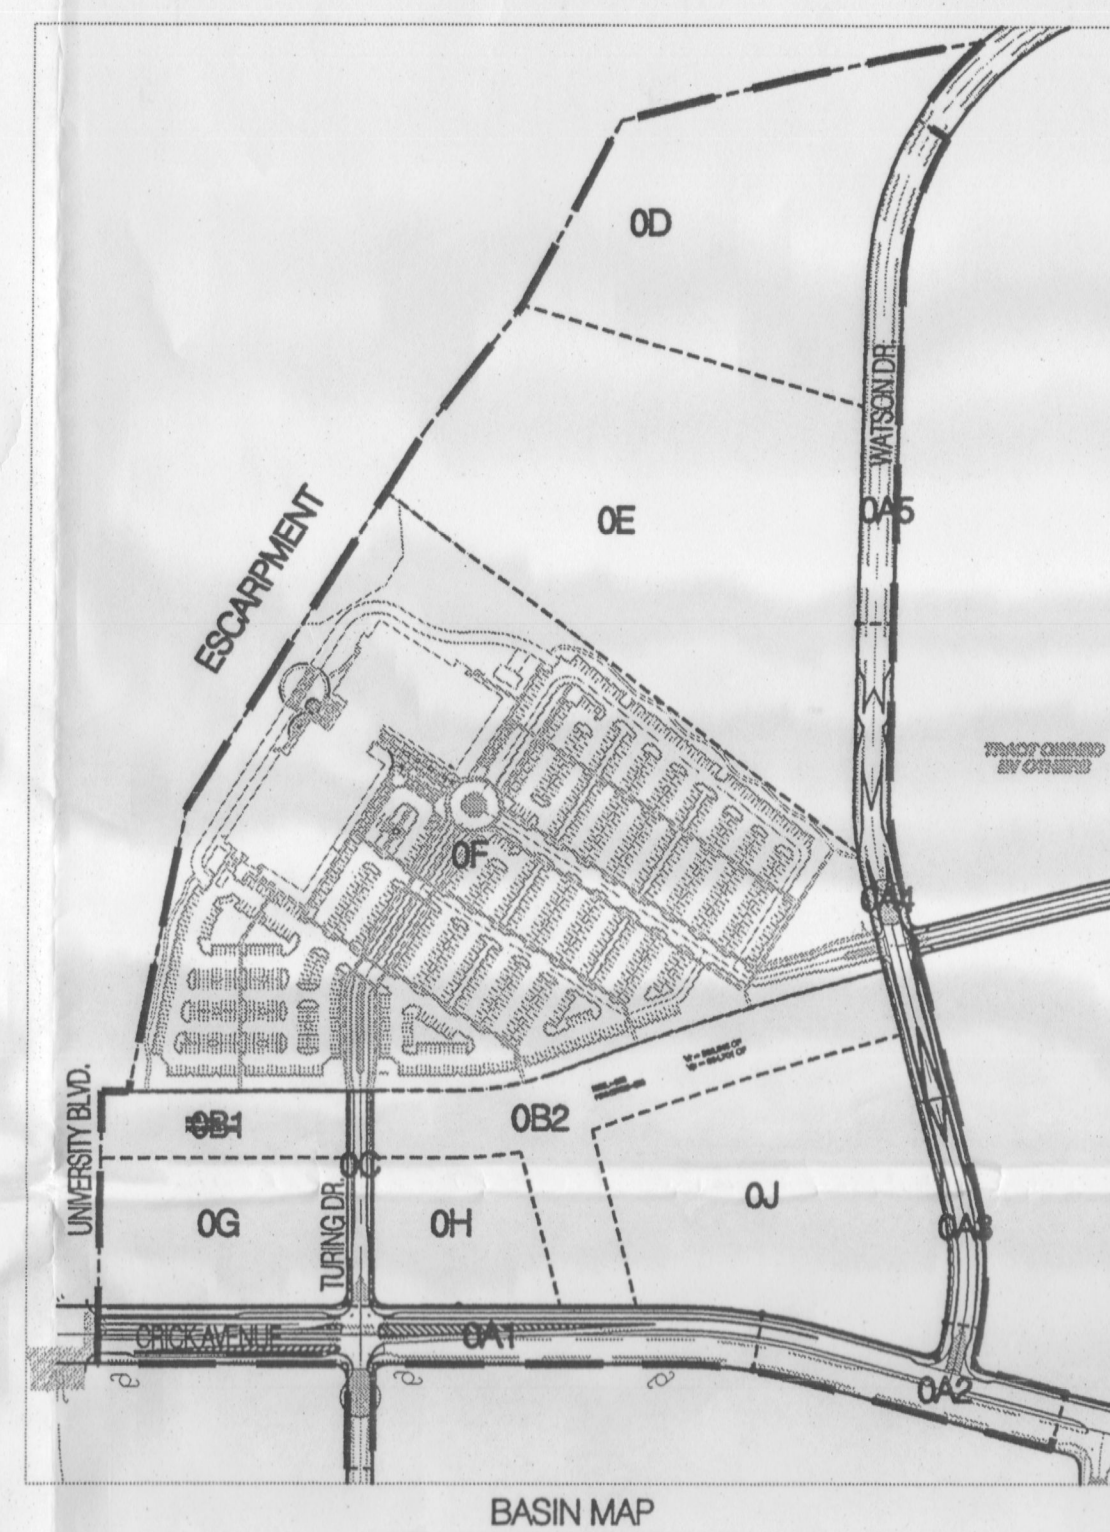 0D
WATSON DR.
0A5
0E
ESCARPMENT
TRACT OWNED
BY OTHERS
0F
0A4
UNIVERSITY BLVD.
0B1
0B2
0C
TURING DR.
0G
0H
0J
0A3
CRICK AVENUE
0A1
0A2
BASIN MAP